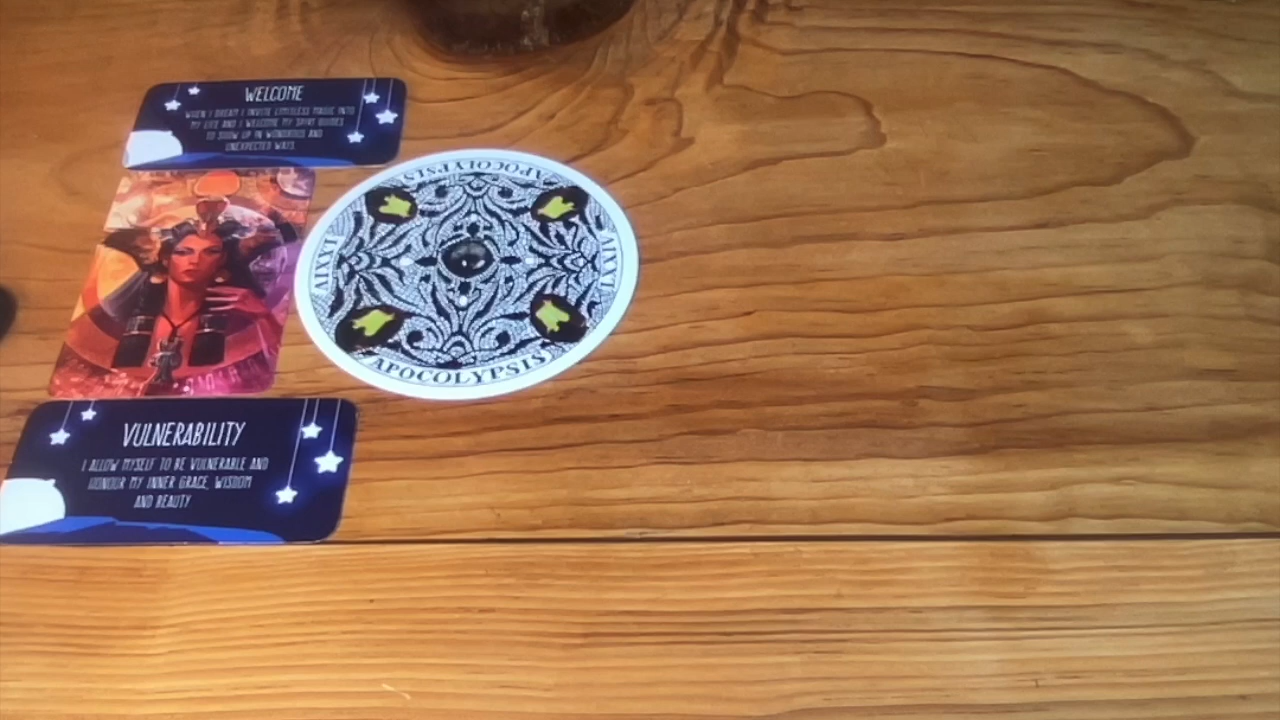 WELCOME
WHEN I DREAM I INVITE LIMITLESS MAGIC INTO
MY LIFE AND I WELCOME MY SPIRIT GUIDES
TO SHOW UP IN WONDROUS AND
UNEXPECTED WAYS
APOCOLYPSIS
LXXIV
LXXIV
APOCOLYPSIS
VULNERABILITY
I ALLOW MYSELF TO BE VULNERABLE AND
HONOUR MY INNER GRACE, WISDOM
AND BEAUTY